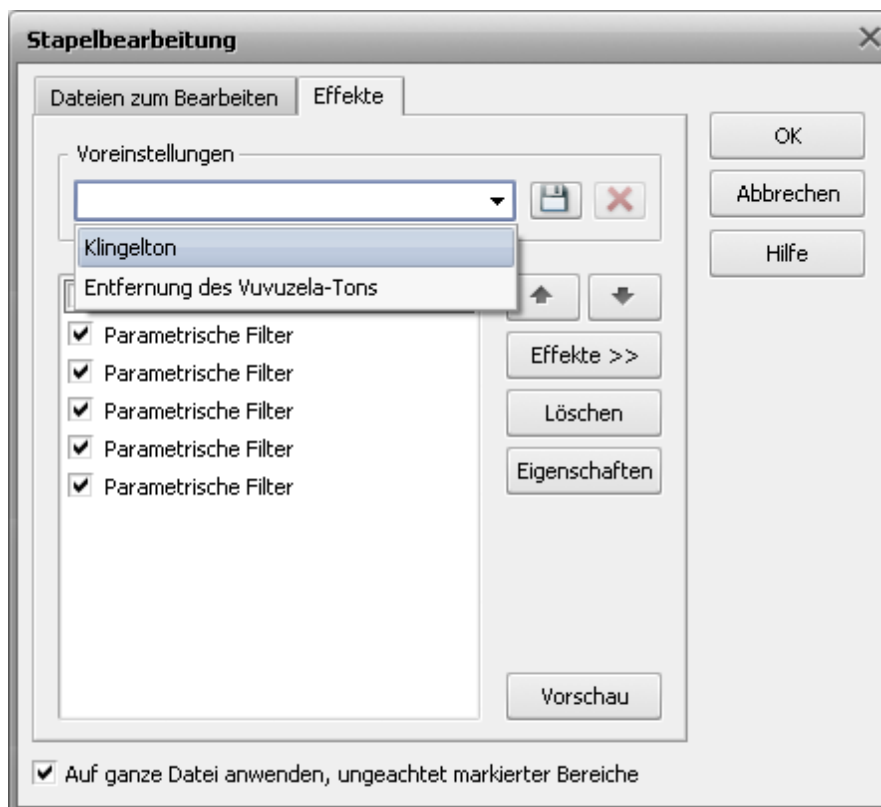 Stapelbearbeitung
Dateien zum Bearbeiten
Effekte
Voreinstellungen
Klingelton
Entfernung des Vuvuzela-Tons
Parametrische Filter
Parametrische Filter
Parametrische Filter
Parametrische Filter
Parametrische Filter
Effekte >>
Löschen
Eigenschaften
Vorschau
OK
Abbrechen
Hilfe
Auf ganze Datei anwenden, ungeachtet markierter Bereiche